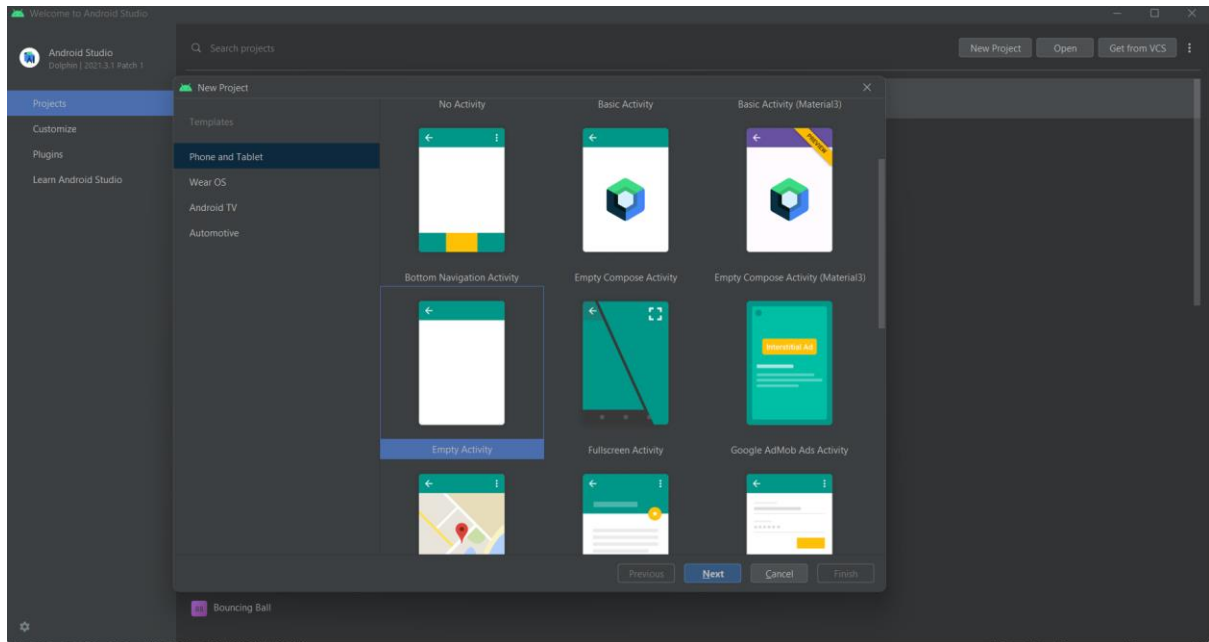 Welcome to Android Studio
Android Studio
Dolphin | 2021.3.1 Patch 1
Search projects
New Project
Open
Get from VCS
Projects
Customize
Plugins
Learn Android Studio
New Project
Templates
Phone and Tablet
Wear OS
Android TV
Automotive
No Activity
Basic Activity
Basic Activity (Material3)
PREVIEW
Bottom Navigation Activity
Empty Compose Activity
Empty Compose Activity (Material3)
Interstitial Ad
Empty Activity
Fullscreen Activity
Google AdMob Ads Activity
Previous
Next
Cancel
Finish
BB
Bouncing Ball